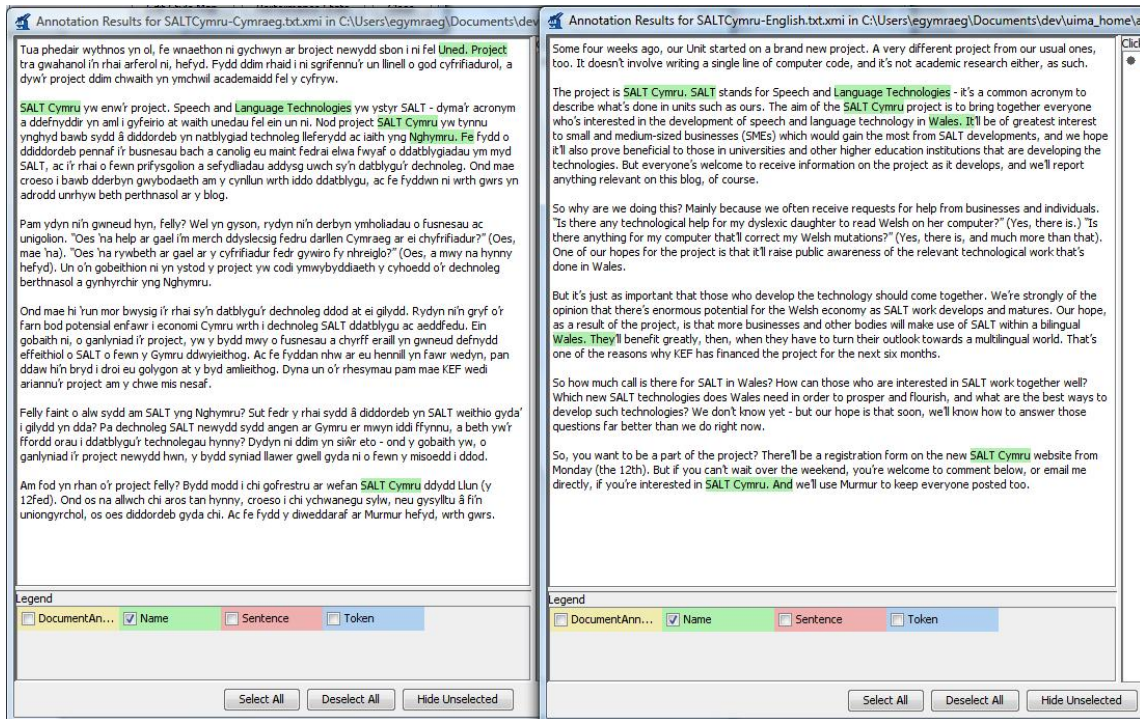 Annotation Results for SALTCymru-Cymraeg.txt.xmi in C:\Users\egymraeg\Documents\dev
Tua phedair wythnos yn ol, fe wnaethon ni gychwyn ar broject newydd sbon i ni fel Uned. Project
tra gwahanol i'n rhai arferol ni, hefyd. Fydd ddim rhaid i ni sgrifennu'r un llinell o god cyfrifiadurol, a
dyw'r project ddim chwaith yn ymchwil academaidd fel y cyfryw.
SALT Cymru yw enw'r project. Speech and Language Technologies yw ystyr SALT - dyma'r acronym
a ddefnyddir yn aml i gyfeirio at waith unedau fel ein un ni. Nod project SALT Cymru yw tynnu
ynghyd bawb sydd â diddordeb yn natblygiad technoleg lleferydd ac iaith yng Nghymru. Fe fydd o
ddiddordeb pennaf i'r busnesau bach a canolig eu maint fedrai elwa fwyaf o ddatblygiadau ym myd
SALT, ac i'r rhai o fewn prifysgolion a sefydliadau addysg uwch sy'n datblygu'r dechnoleg. Ond mae
croeso i bawb dderbyn gwybodaeth am y cynllun wrth iddo ddatblygu, ac fe fyddwn ni wrth gwrs yn
adrodd unrhyw beth perthnasol ar y blog.
Pam ydyn ni'n gwneud hyn, felly? Wel yn gyson, rydyn ni'n derbyn ymholiadau o fusnesau ac
unigolion. "Oes 'na help ar gael i'm merch ddyslecsig fedru darllen Cymraeg ar ei chyfrifiadur?" (Oes,
mae 'na). "Oes 'na rywbeth ar gael ar y cyfrifiadur fedr gywiro fy nhreiglo?" (Oes, a mwy na hynny
hefyd). Un o'n gobeithion ni yn ystod y project yw codi ymwybyddiaeth y cyhoedd o'r dechnoleg
berthnasol a gynhyrchir yng Nghymru.
Ond mae hi 'run mor bwysig i'r rhai sy'n datblygu'r dechnoleg ddod at ei gilydd. Rydyn ni'n gryf o'r
farn bod potensial enfawr i economi Cymru wrth i dechnoleg SALT ddatblygu ac aeddfedu. Ein
gobaith ni, o ganlyniad i'r project, yw y bydd mwy o fusnesau a chyrff eraill yn gwneud defnydd
effeithiol o SALT o fewn y Gymru ddwyieithog. Ac fe fyddan nhw ar eu hennill yn fawr wedyn, pan
ddaw hi'n bryd i droi eu golygon at y byd amlieithog. Dyna un o'r rhesymau pam mae KEF wedi
ariannu'r project am y chwe mis nesaf.
Felly faint o alw sydd am SALT yng Nghymru? Sut fedr y rhai sydd â diddordeb yn SALT weithio gyda'
i gilydd yn dda? Pa dechnoleg SALT newydd sydd angen ar Gymru er mwyn iddi ffynnu, a beth yw'r
ffordd orau i ddatblygu'r technolegau hynny? Dydyn ni ddim yn siŵr eto - ond y gobaith yw, o
ganlyniad i'r project newydd hwn, y bydd syniad llawer gwell gyda ni o fewn y misoedd i ddod.
Am fod yn rhan o'r project felly? Bydd modd i chi gofrestru ar wefan SALT Cymru ddydd Llun (y
12fed). Ond os na allwch chi aros tan hynny, croeso i chi ychwanegu sylw, neu gysylltu â fi'n
uniongyrchol, os oes diddordeb gyda chi. Ac fe fydd y diweddaraf ar Murmur hefyd, wrth gwrs.
Legend
DocumentAn... Name Sentence Token
Select All Deselect All Hide Unselected
Annotation Results for SALTCymru-English.txt.xmi in C:\Users\egymraeg\Documents\dev\uima_home\a
Some four weeks ago, our Unit started on a brand new project. A very different project from our usual ones,
too. It doesn't involve writing a single line of computer code, and it's not academic research either, as such.
The project is SALT Cymru. SALT stands for Speech and Language Technologies - it's a common acronym to
describe what's done in units such as ours. The aim of the SALT Cymru project is to bring together everyone
who's interested in the development of speech and language technology in Wales. It'll be of greatest interest
to small and medium-sized businesses (SMEs) which would gain the most from SALT developments, and we hope
it'll also prove beneficial to those in universities and other higher education institutions that are developing the
technologies. But everyone's welcome to receive information on the project as it develops, and we'll report
anything relevant on this blog, of course.
So why are we doing this? Mainly because we often receive requests for help from businesses and individuals.
"Is there any technological help for my dyslexic daughter to read Welsh on her computer?" (Yes, there is.) "Is
there anything for my computer that'll correct my Welsh mutations?" (Yes, there is, and much more than that).
One of our hopes for the project is that it'll raise public awareness of the relevant technological work that's
done in Wales.
But it's just as important that those who develop the technology should come together. We're strongly of the
opinion that there's enormous potential for the Welsh economy as SALT work develops and matures. Our hope,
as a result of the project, is that more businesses and other bodies will make use of SALT within a bilingual
Wales. They'll benefit greatly, then, when they have to turn their outlook towards a multilingual world. That's
one of the reasons why KEF has financed the project for the next six months.
So how much call is there for SALT in Wales? How can those who are interested in SALT work together well?
Which new SALT technologies does Wales need in order to prosper and flourish, and what are the best ways to
develop such technologies? We don't know yet - but our hope is that soon, we'll know how to answer those
questions far better than we do right now.
So, you want to be a part of the project? There'll be a registration form on the new SALT Cymru website from
Monday (the 12th). But if you can't wait over the weekend, you're welcome to comment below, or email me
directly, if you're interested in SALT Cymru. And we'll use Murmur to keep everyone posted too.
Legend
DocumentAnn... Name Sentence Token
Select All Deselect All Hide Unselected
Click